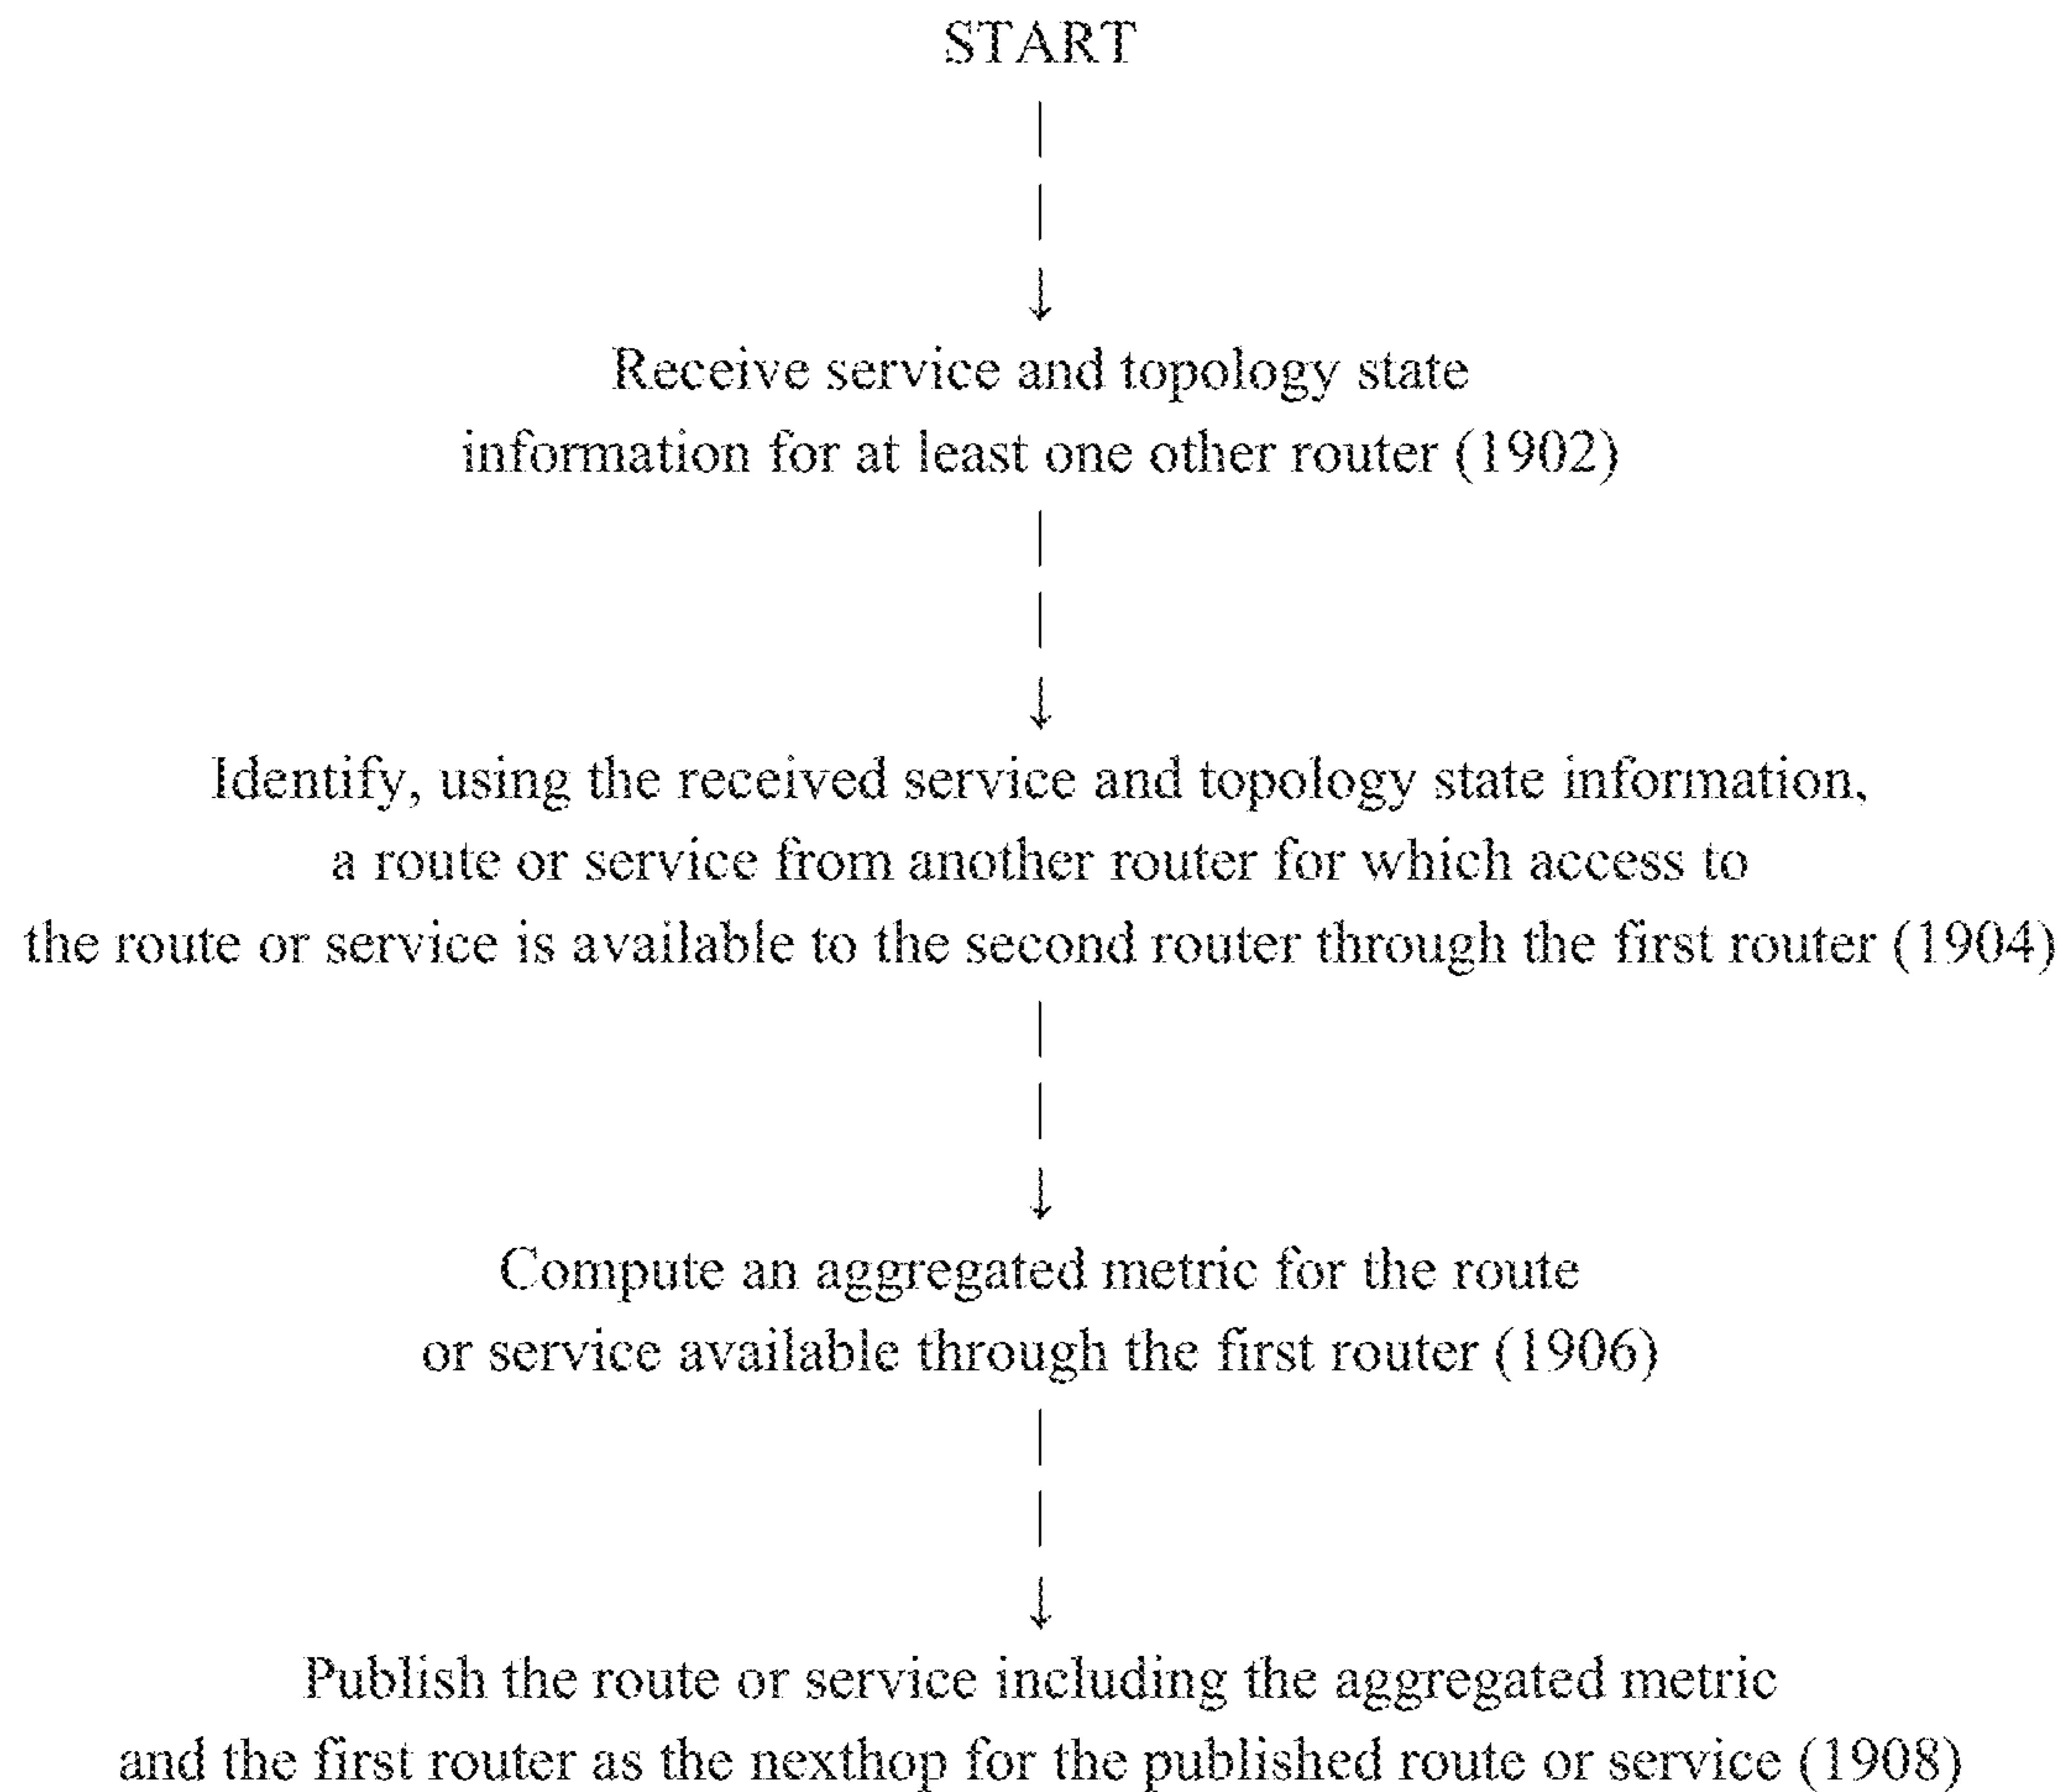 START
Receive service and topology state
information for at least one other router (1902)
Identify, using the received service and topology state information,
a route or service from another router for which access to
the route or service is available to the second router through the first router (1904)
Compute an aggregated metric for the route
or service available through the first router (1906)
Publish the route or service including the aggregated metric
and the first router as the nexthop for the published route or service (1908)